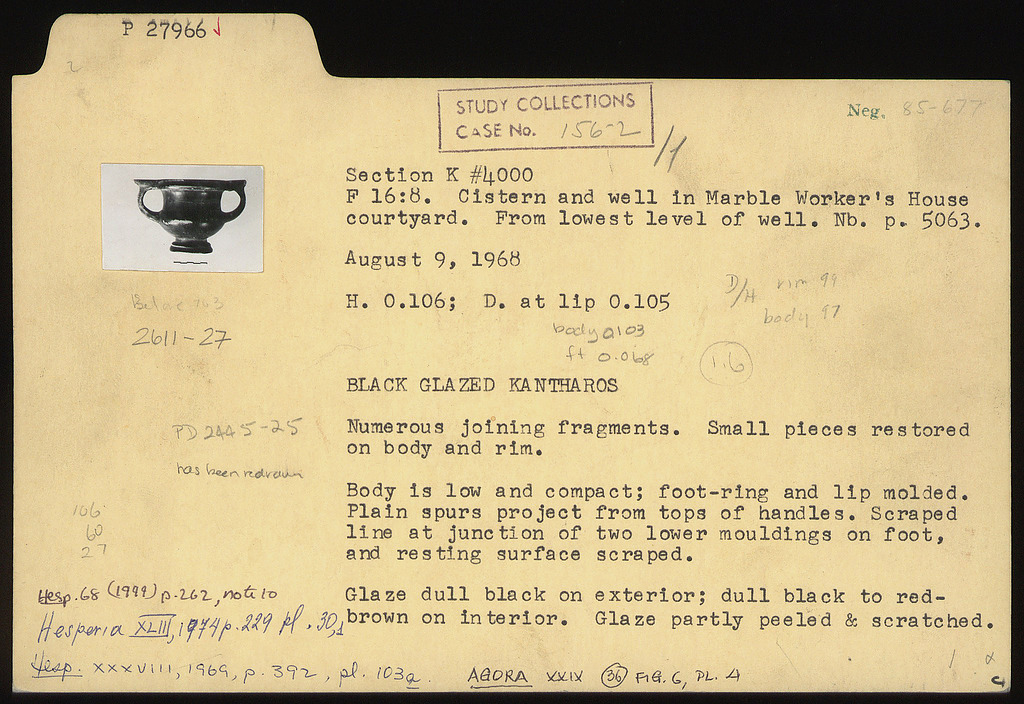 P 27966 ✓
STUDY COLLECTIONS
CASE No. 156-2
/1
Neg. 85-677
Section K #4000
F 16:8. Cistern and well in Marble Worker's House
courtyard. From lowest level of well. Nb. p. 5063.
August 9, 1968
H. 0.106; D. at lip 0.105
D/H rim 99
body 97
body 0.103
ft 0.068
1.6
2611-27
BLACK GLAZED KANTHAROS
PD 2445-25
has been redrawn
Numerous joining fragments. Small pieces restored
on body and rim.
Body is low and compact; foot-ring and lip molded.
Plain spurs project from tops of handles. Scraped
line at junction of two lower mouldings on foot,
and resting surface scraped.
106
60
27
Glaze dull black on exterior; dull black to red-
brown on interior. Glaze partly peeled & scratched.
Hesp. 68 (1999) p. 262, note 10
Hesperia XLIII, 1974 p. 229 pl. 30,1
Hesp. XXXVIII, 1969, p. 392, pl. 103a.
AGORA XXIX 36 FIG. 6, PL. 4